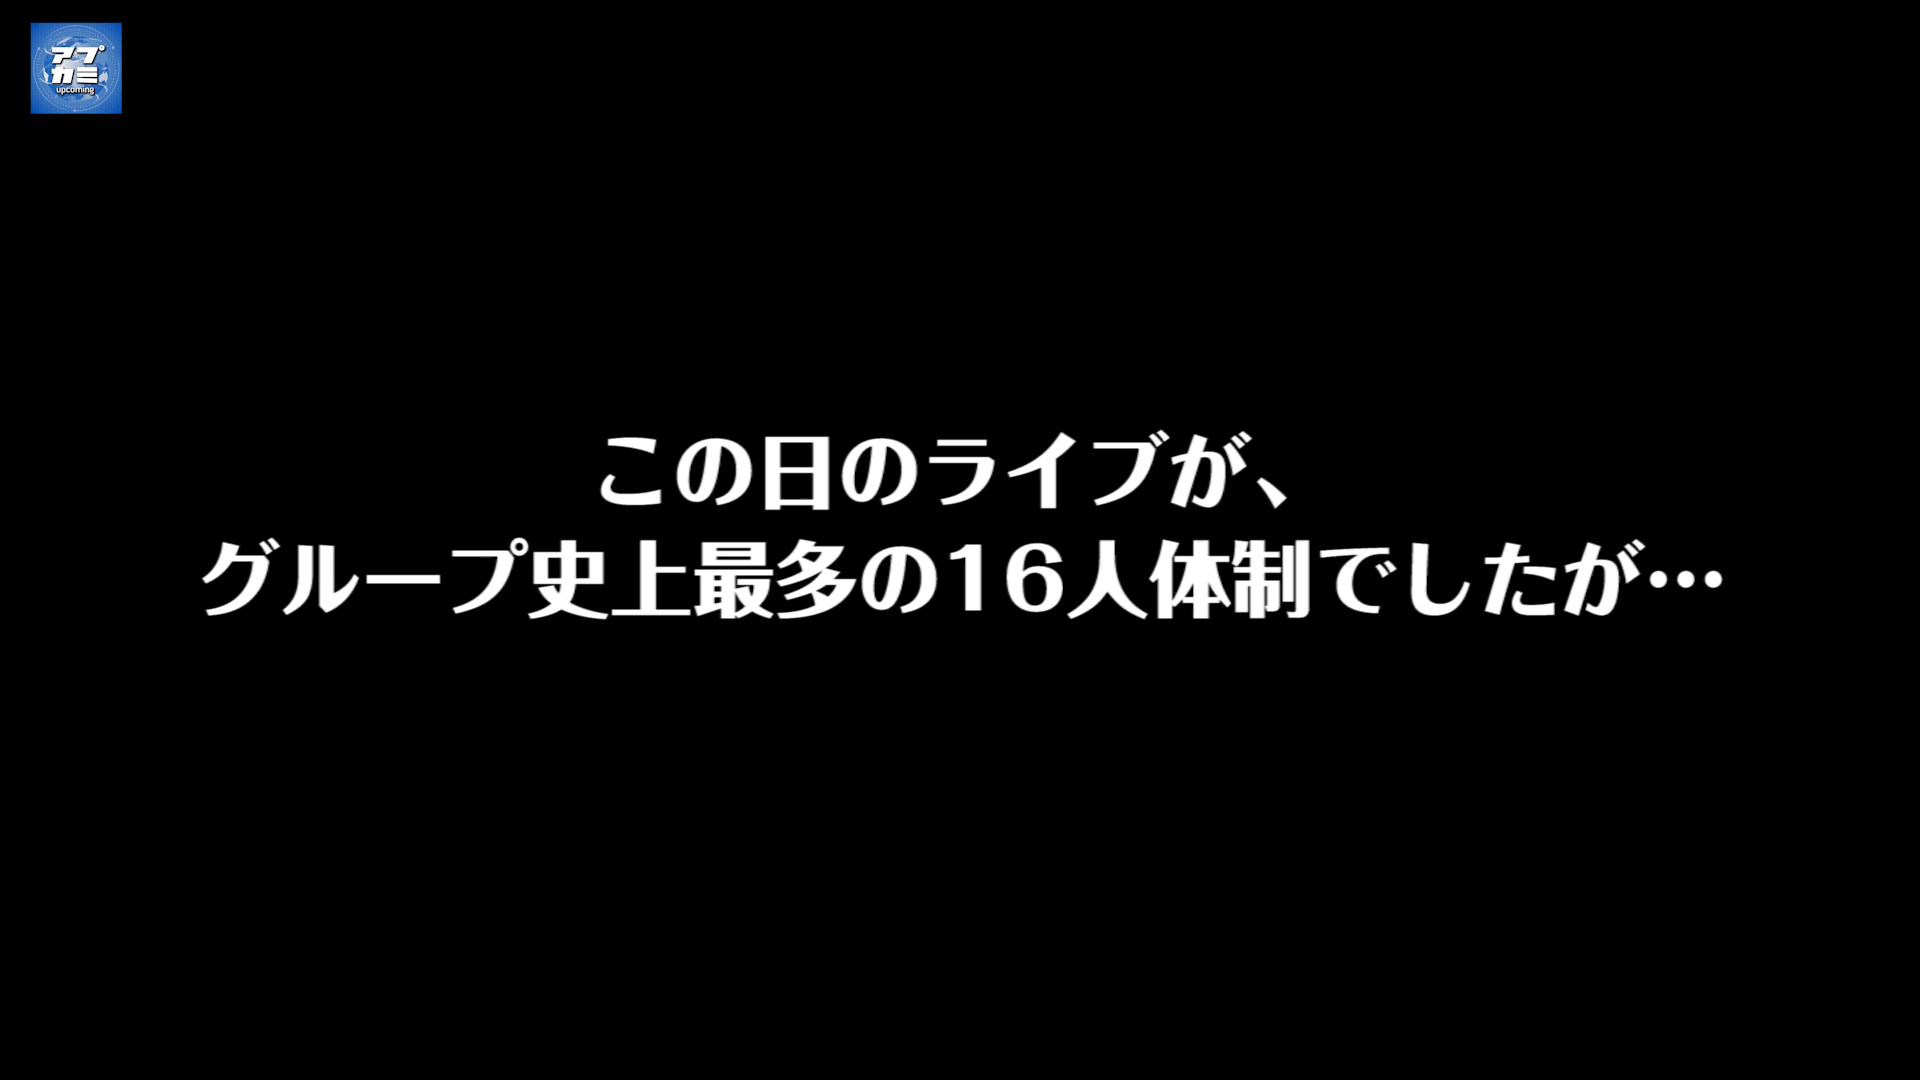 アプ
カミ
upcoming
この日のライブが、
グループ史上最多の16人体制でしたが…